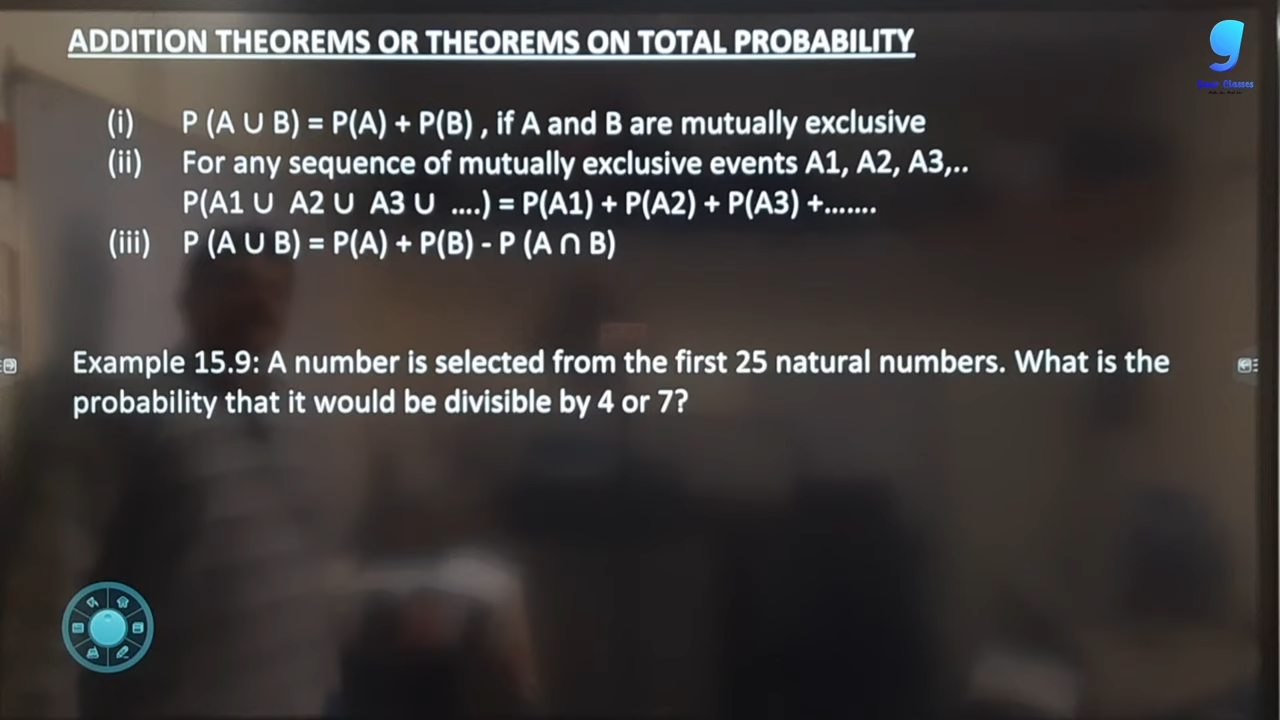 ADDITION THEOREMS OR THEOREMS ON TOTAL PROBABILITY
(i) P (A ∪ B) = P(A) + P(B) , if A and B are mutually exclusive
(ii) For any sequence of mutually exclusive events A1, A2, A3,..
P(A1 ∪ A2 ∪ A3 ∪ ....) = P(A1) + P(A2) + P(A3) +.......
(iii) P (A ∪ B) = P(A) + P(B) - P (A ∩ B)
Example 15.9: A number is selected from the first 25 natural numbers. What is the
probability that it would be divisible by 4 or 7?